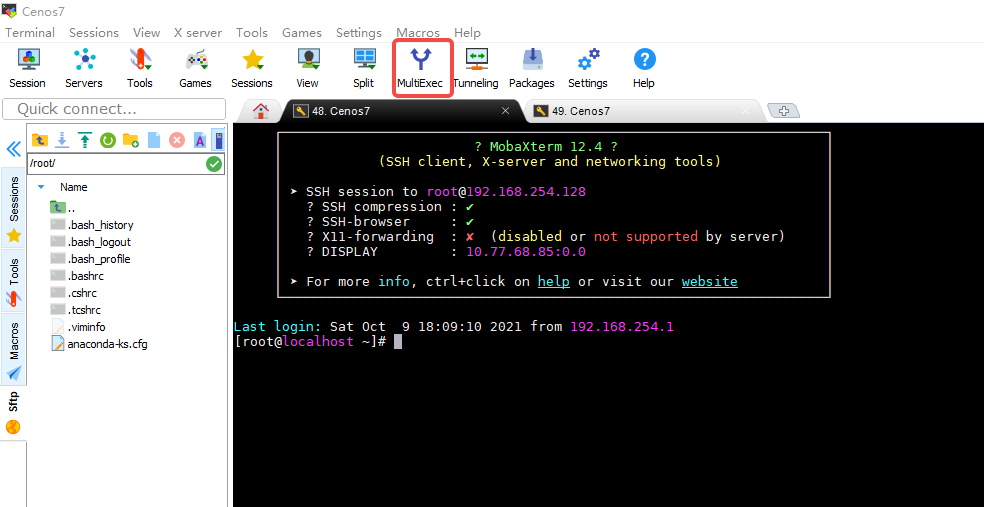 Cenos7
Terminal Sessions View X server Tools Games Settings Macros Help
Session Servers Tools Games Sessions View Split MultiExec Tunneling Packages Settings Help
Quick connect...
48. Cenos7
49. Cenos7
Sessions
Tools
Macros
Sftp
/root/
Name
..
.bash_history
.bash_logout
.bash_profile
.bashrc
.cshrc
.tcshrc
.viminfo
anaconda-ks.cfg
? MobaXterm 12.4 ?
(SSH client, X-server and networking tools)
➤ SSH session to root@192.168.254.128
? SSH compression : ✔
? SSH-browser : ✔
? X11-forwarding : ✘ (disabled or not supported by server)
? DISPLAY : 10.77.68.85:0.0
➤ For more info, ctrl+click on help or visit our website
Last login: Sat Oct 9 18:09:10 2021 from 192.168.254.1
[root@localhost ~]#